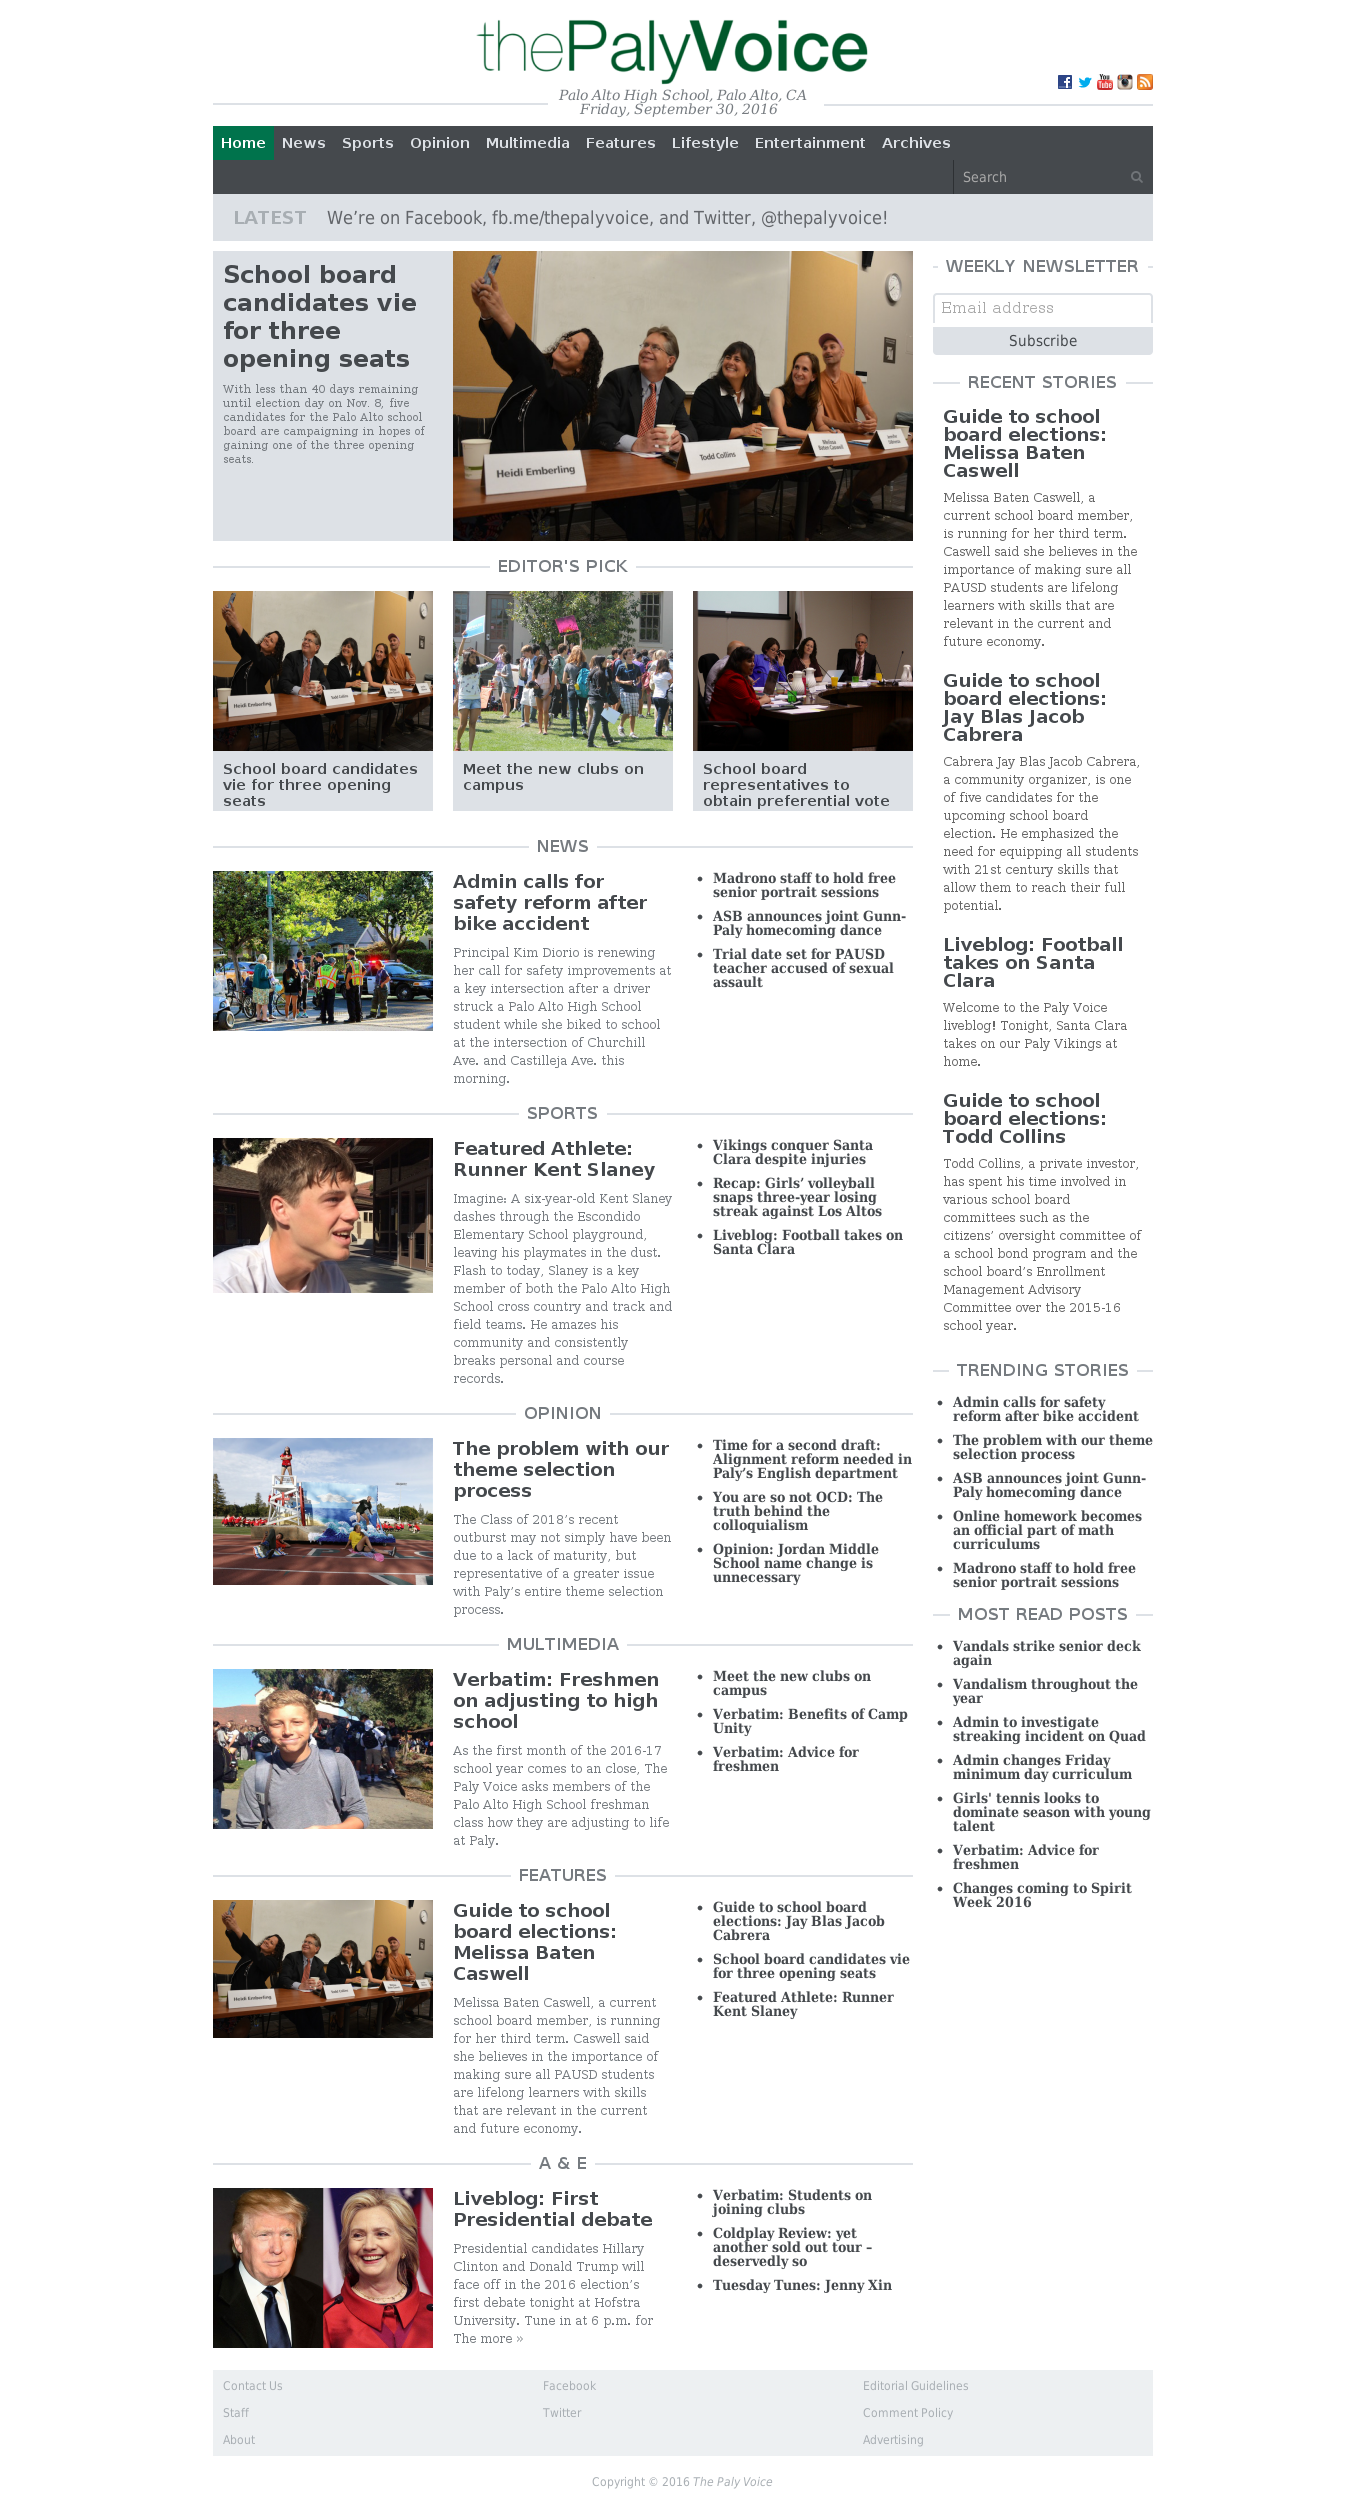 thePalyVoice
Palo Alto High School, Palo Alto, CA
Friday, September 30, 2016
Home News Sports Opinion Multimedia Features Lifestyle Entertainment Archives
Search
LATEST We’re on Facebook, fb.me/thepalyvoice, and Twitter, @thepalyvoice!
School board
candidates vie
for three
opening seats
With less than 40 days remaining
until election day on Nov. 8, five
candidates for the Palo Alto school
board are campaigning in hopes of
gaining one of the three opening
seats.
Heidi Emberling
Todd Collins
Melissa
Baten Caswell
EDITOR'S PICK
School board candidates
vie for three opening
seats
Meet the new clubs on
campus
School board
representatives to
obtain preferential vote
NEWS
Admin calls for
safety reform after
bike accident
Principal Kim Diorio is renewing
her call for safety improvements at
a key intersection after a driver
struck a Palo Alto High School
student while she biked to school
at the intersection of Churchill
Ave. and Castilleja Ave. this
morning.
Madrono staff to hold free
senior portrait sessions
ASB announces joint Gunn-
Paly homecoming dance
Trial date set for PAUSD
teacher accused of sexual
assault
SPORTS
Featured Athlete:
Runner Kent Slaney
Imagine: A six-year-old Kent Slaney
dashes through the Escondido
Elementary School playground,
leaving his playmates in the dust.
Flash to today, Slaney is a key
member of both the Palo Alto High
School cross country and track and
field teams. He amazes his
community and consistently
breaks personal and course
records.
Vikings conquer Santa
Clara despite injuries
Recap: Girls’ volleyball
snaps three-year losing
streak against Los Altos
Liveblog: Football takes on
Santa Clara
OPINION
The problem with our
theme selection
process
The Class of 2018’s recent
outburst may not simply have been
due to a lack of maturity, but
representative of a greater issue
with Paly’s entire theme selection
process.
Time for a second draft:
Alignment reform needed in
Paly’s English department
You are so not OCD: The
truth behind the
colloquialism
Opinion: Jordan Middle
School name change is
unnecessary
MULTIMEDIA
Verbatim: Freshmen
on adjusting to high
school
As the first month of the 2016-17
school year comes to an close, The
Paly Voice asks members of the
Palo Alto High School freshman
class how they are adjusting to life
at Paly.
Meet the new clubs on
campus
Verbatim: Benefits of Camp
Unity
Verbatim: Advice for
freshmen
FEATURES
Heidi Emberling
Guide to school
board elections:
Melissa Baten
Caswell
Melissa Baten Caswell, a current
school board member, is running
for her third term. Caswell said
she believes in the importance of
making sure all PAUSD students
are lifelong learners with skills
that are relevant in the current
and future economy.
Guide to school board
elections: Jay Blas Jacob
Cabrera
School board candidates vie
for three opening seats
Featured Athlete: Runner
Kent Slaney
A & E
Liveblog: First
Presidential debate
Presidential candidates Hillary
Clinton and Donald Trump will
face off in the 2016 election’s
first debate tonight at Hofstra
University. Tune in at 6 p.m. for
The more »
Verbatim: Students on
joining clubs
Coldplay Review: yet
another sold out tour –
deservedly so
Tuesday Tunes: Jenny Xin
WEEKLY NEWSLETTER
Email address
Subscribe
RECENT STORIES
Guide to school
board elections:
Melissa Baten
Caswell
Melissa Baten Caswell, a
current school board member,
is running for her third term.
Caswell said she believes in the
importance of making sure all
PAUSD students are lifelong
learners with skills that are
relevant in the current and
future economy.
Guide to school
board elections:
Jay Blas Jacob
Cabrera
Cabrera Jay Blas Jacob Cabrera,
a community organizer, is one
of five candidates for the
upcoming school board
election. He emphasized the
need for equipping all students
with 21st century skills that
allow them to reach their full
potential.
Liveblog: Football
takes on Santa
Clara
Welcome to the Paly Voice
liveblog! Tonight, Santa Clara
takes on our Paly Vikings at
home.
Guide to school
board elections:
Todd Collins
Todd Collins, a private investor,
has spent his time involved in
various school board
committees such as the
citizens’ oversight committee of
a school bond program and the
school board’s Enrollment
Management Advisory
Committee over the 2015-16
school year.
TRENDING STORIES
Admin calls for safety
reform after bike accident
The problem with our theme
selection process
ASB announces joint Gunn-
Paly homecoming dance
Online homework becomes
an official part of math
curriculums
Madrono staff to hold free
senior portrait sessions
MOST READ POSTS
Vandals strike senior deck
again
Vandalism throughout the
year
Admin to investigate
streaking incident on Quad
Admin changes Friday
minimum day curriculum
Girls' tennis looks to
dominate season with young
talent
Verbatim: Advice for
freshmen
Changes coming to Spirit
Week 2016
Contact Us Facebook Editorial Guidelines
Staff Twitter Comment Policy
About Advertising
Copyright © 2016 The Paly Voice